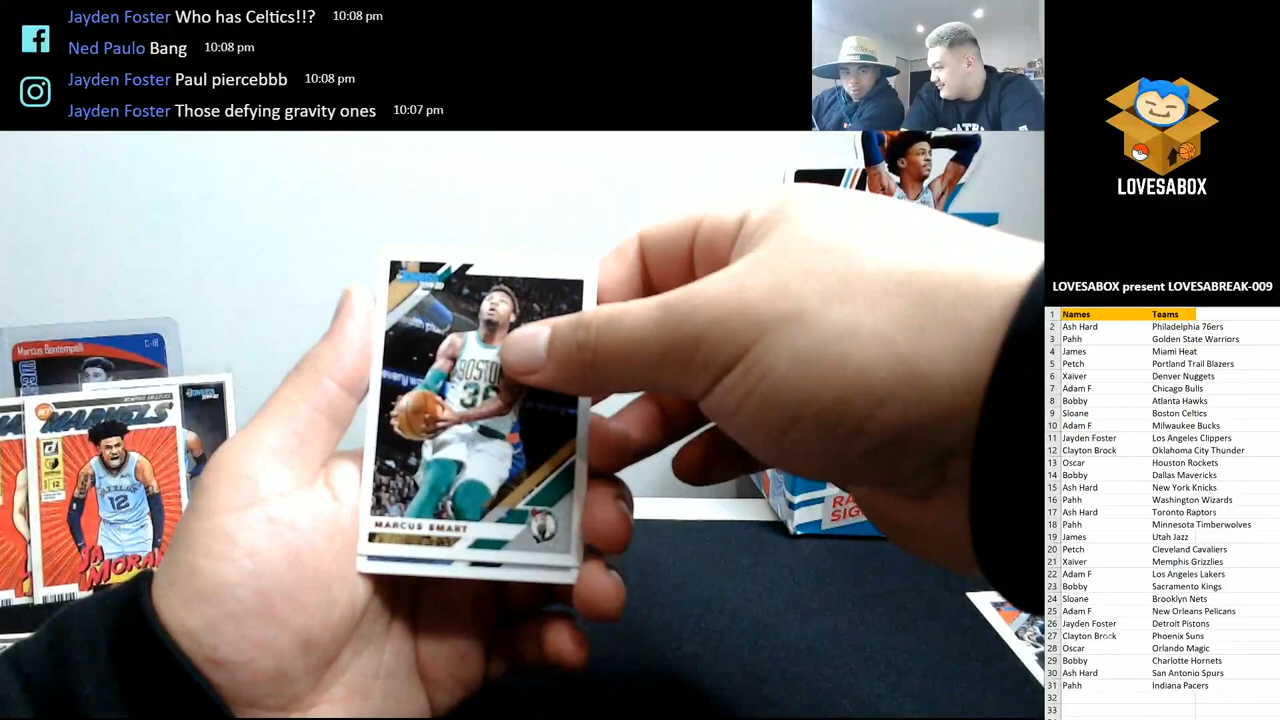 Jayden Foster Who has Celtics!!? 10:08 pm
Ned Paulo Bang 10:08 pm
Jayden Foster Paul piercebbb 10:08 pm
Jayden Foster Those defying gravity ones 10:07 pm
LOVESABOX
LOVESABOX present LOVESABREAK-009
1 Names Teams
2 Ash Hard Philadelphia 76ers
3 Pahh Golden State Warriors
4 James Miami Heat
5 Petch Portland Trail Blazers
6 Xaiver Denver Nuggets
7 Adam F Chicago Bulls
8 Bobby Atlanta Hawks
9 Sloane Boston Celtics
10 Adam F Milwaukee Bucks
11 Jayden Foster Los Angeles Clippers
12 Clayton Brock Oklahoma City Thunder
13 Oscar Houston Rockets
14 Bobby Dallas Mavericks
15 Ash Hard New York Knicks
16 Pahh Washington Wizards
17 Ash Hard Toronto Raptors
18 Pahh Minnesota Timberwolves
19 James Utah Jazz
20 Petch Cleveland Cavaliers
21 Xaiver Memphis Grizzlies
22 Adam F Los Angeles Lakers
23 Bobby Sacramento Kings
24 Sloane Brooklyn Nets
25 Adam F New Orleans Pelicans
26 Jayden Foster Detroit Pistons
27 Clayton Brock Phoenix Suns
28 Oscar Orlando Magic
29 Bobby Charlotte Hornets
30 Ash Hard San Antonio Spurs
31 Pahh Indiana Pacers
32
33
Marcus Bontempelli C-18
MEMPHIS GRIZZLIES
MARVELS
12
JA MORA
BOSTON
36
MARCUS SMART